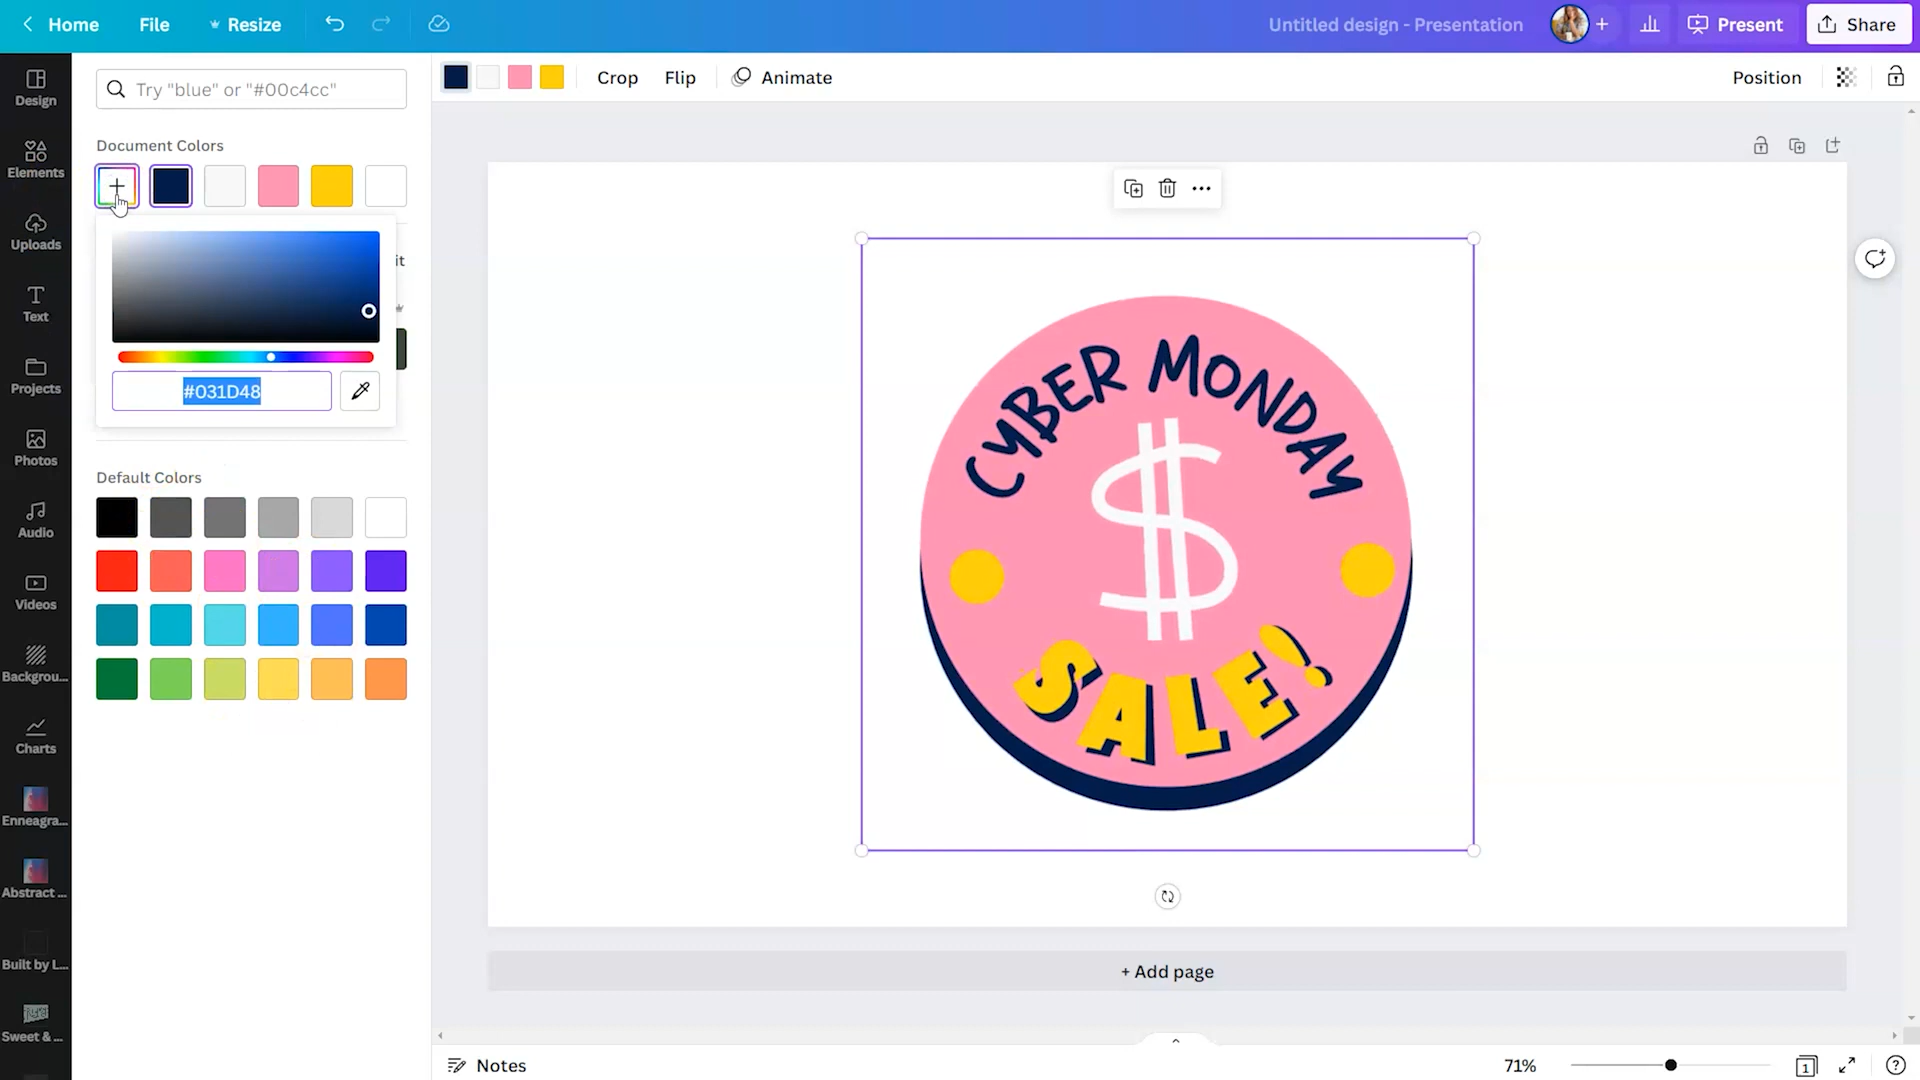 Home File Resize Untitled design - Presentation + Present Share
Design
Elements
Uploads
Text
Projects
Photos
Audio
Videos
Backgrou...
Charts
Enneagra...
Abstract ...
Built by L...
Sweet & ...
Try "blue" or "#00c4cc"
Document Colors
it
#031D48
Default Colors
Crop Flip Animate Position
CYBER MONDAY
$
SALE!
+ Add page
Notes 71% 1 ?